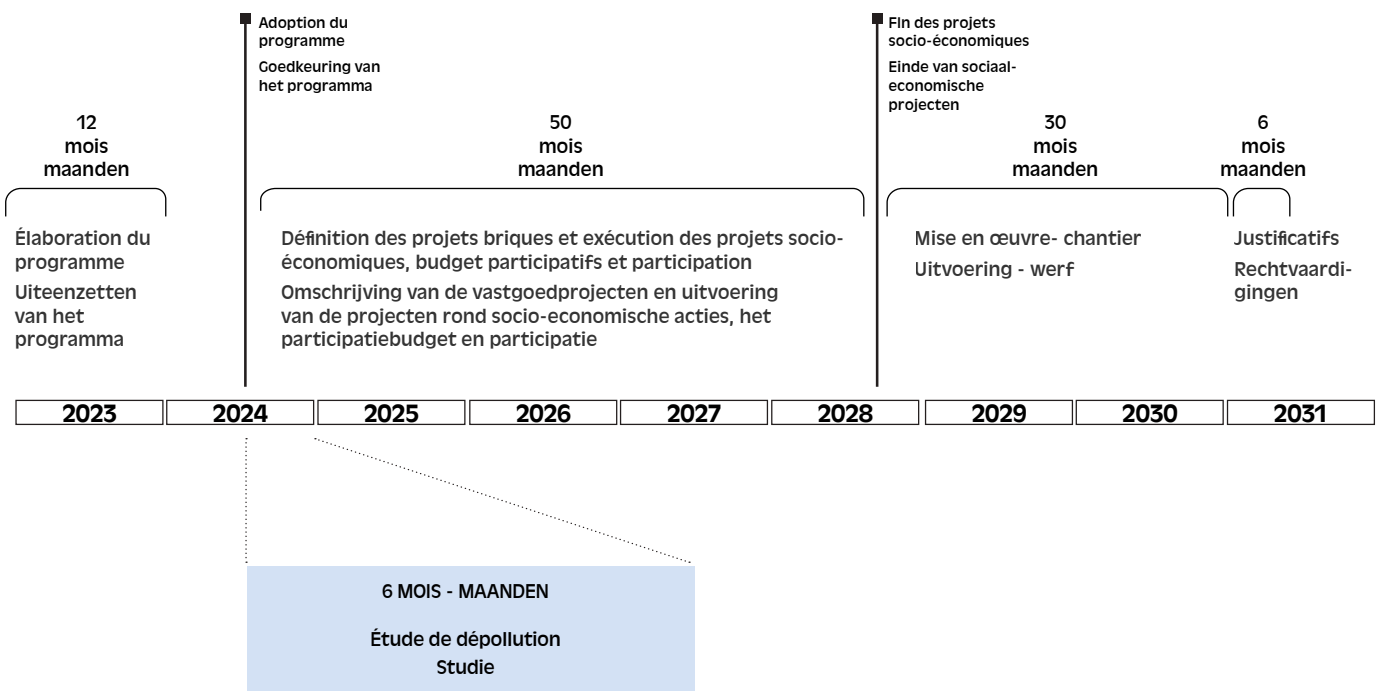 Adoption du
programme
Goedkeuring van
het programma
FIn des projets
socio-économiques
Einde van sociaal-
economische
projecten
12
mois
maanden
50
mois
maanden
30
mois
maanden
6
mois
maanden
Élaboration du
programme
Uiteenzetten
van het
programma
Définition des projets briques et exécution des projets socio-
économiques, budget participatifs et participation
Omschrijving van de vastgoedprojecten en uitvoering
van de projecten rond socio-economische acties, het
participatiebudget en participatie
Mise en œuvre- chantier
Uitvoering - werf
Justificatifs
Rechtvaardi-
gingen
2023
2024
2025
2026
2027
2028
2029
2030
2031
6 MOIS - MAANDEN
Étude de dépollution
Studie